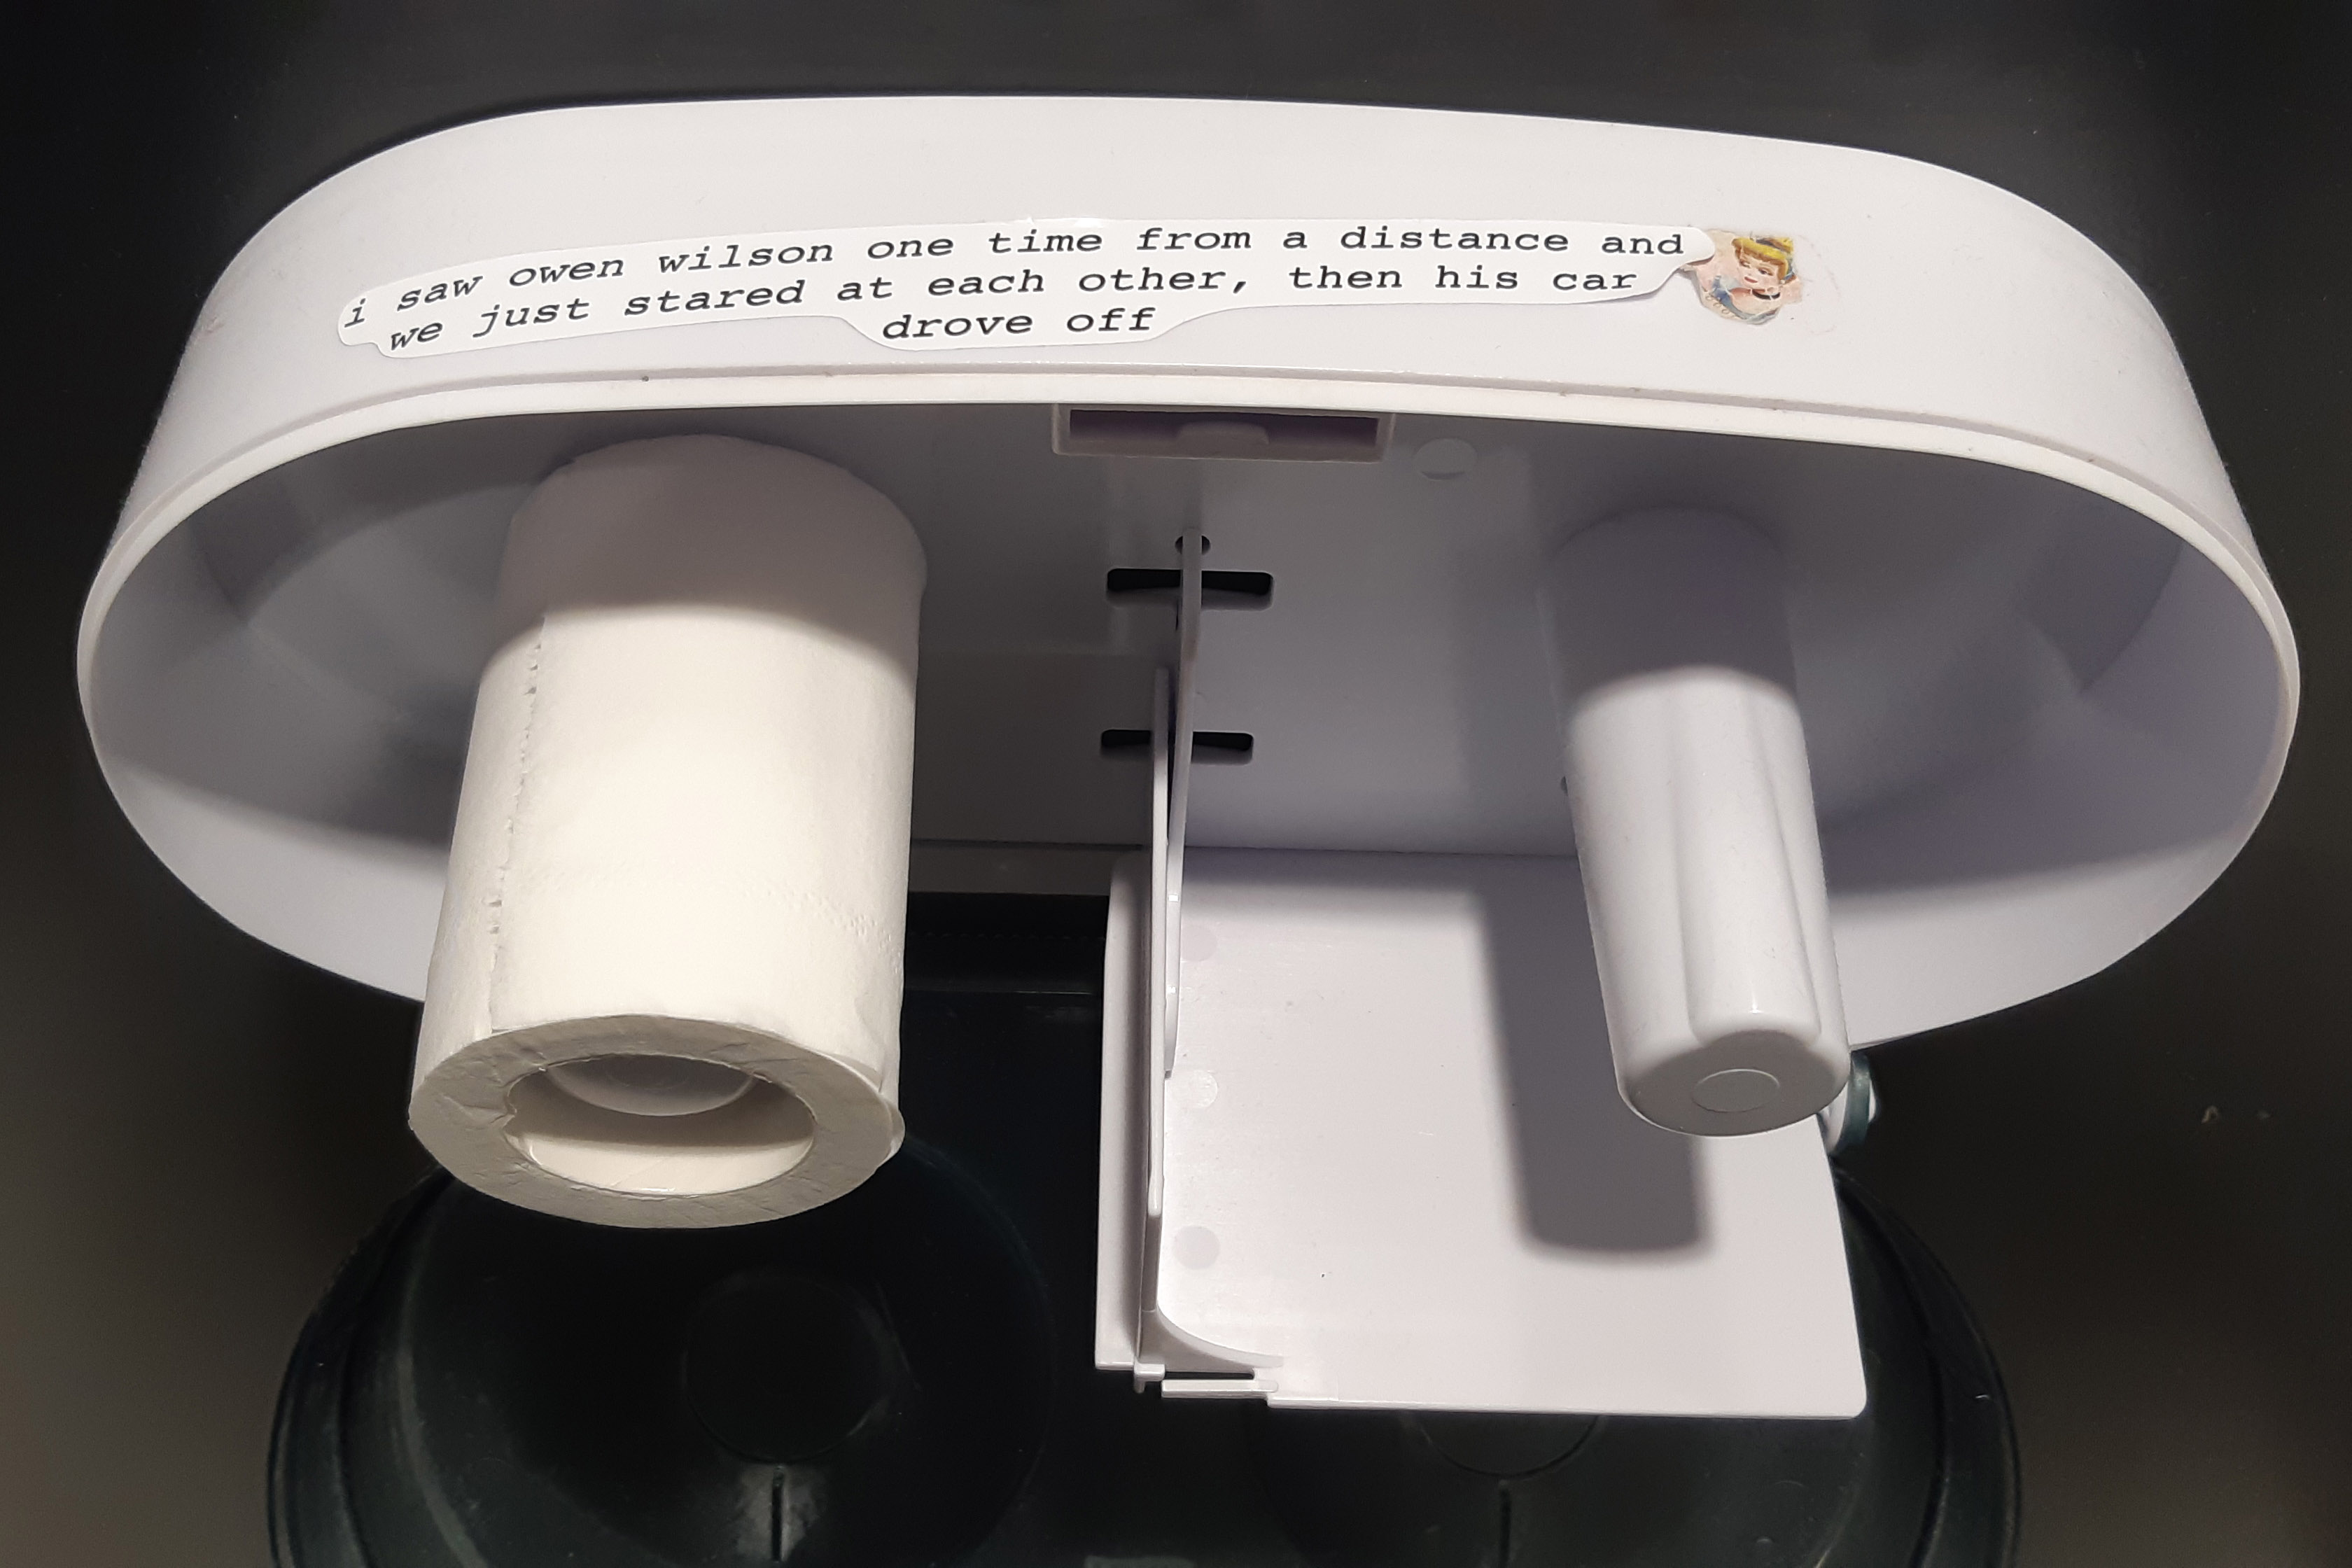 i saw owen wilson one time from a distance and
we just stared at each other, then his car
drove off